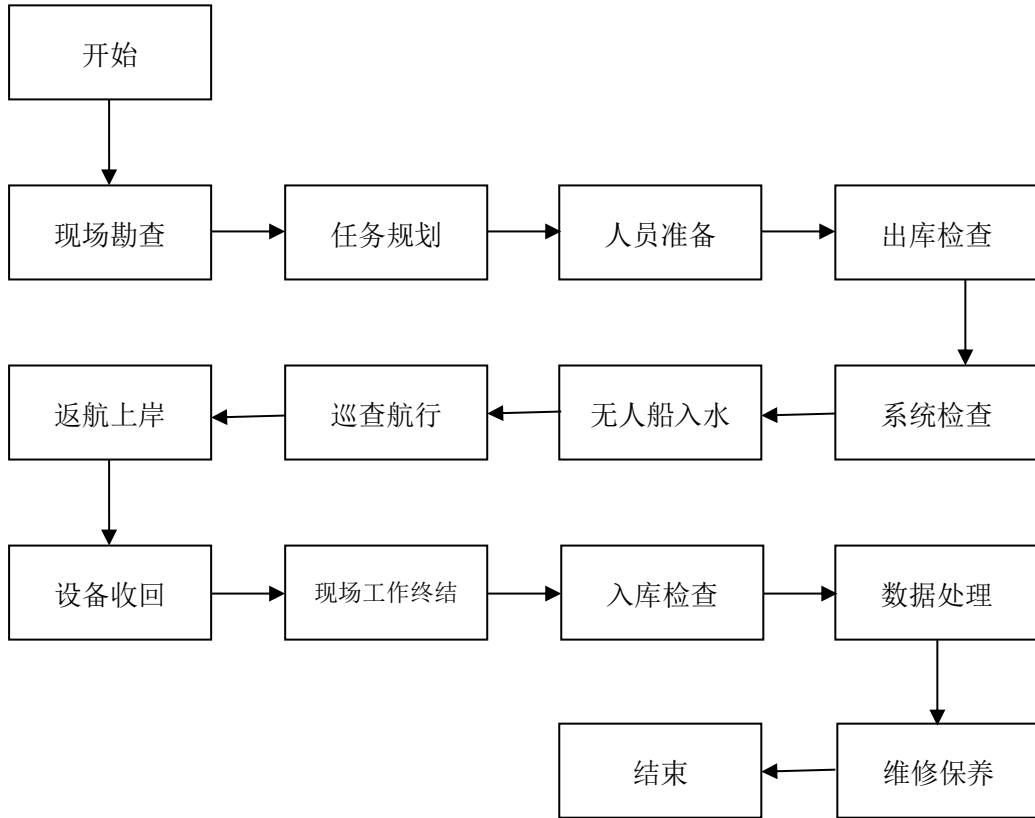 开始
现场勘查
任务规划
人员准备
出库检查
返航上岸
巡查航行
无人船入水
系统检查
设备收回
现场工作终结
入库检查
数据处理
结束
维修保养